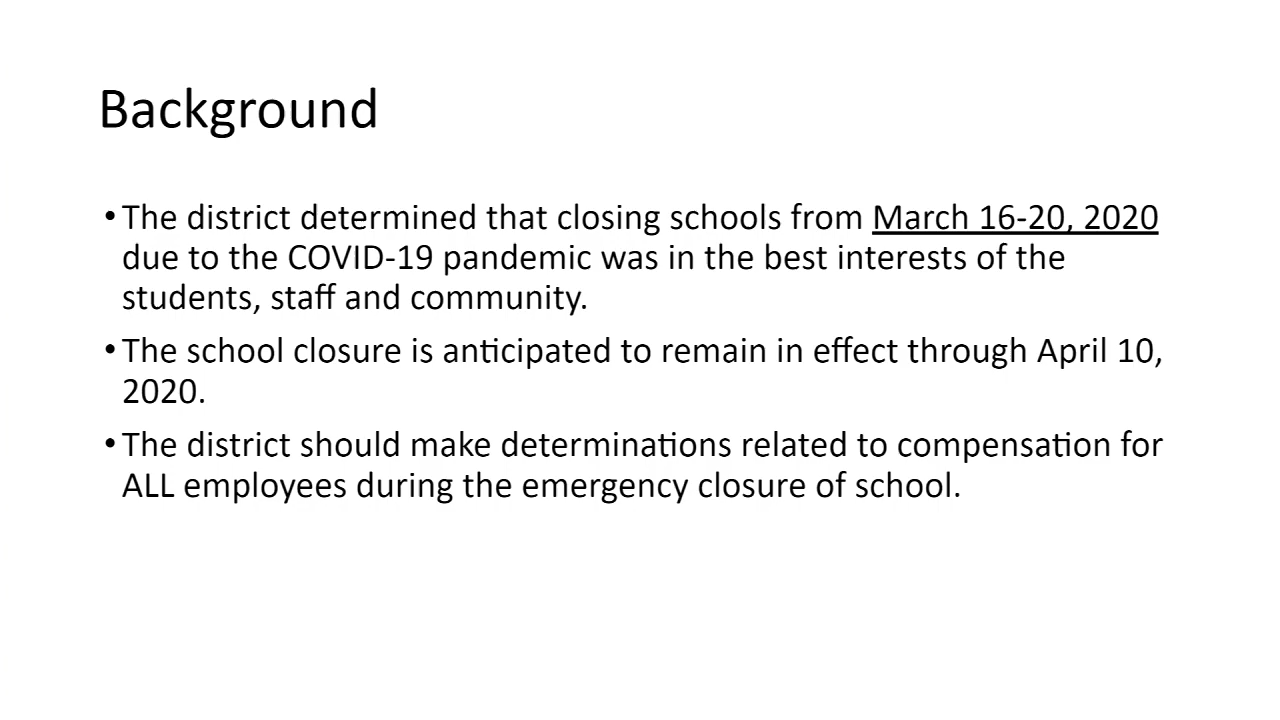 Background
• The district determined that closing schools from March 16-20, 2020
due to the COVID-19 pandemic was in the best interests of the
students, staff and community.
• The school closure is anticipated to remain in effect through April 10,
2020.
• The district should make determinations related to compensation for
ALL employees during the emergency closure of school.